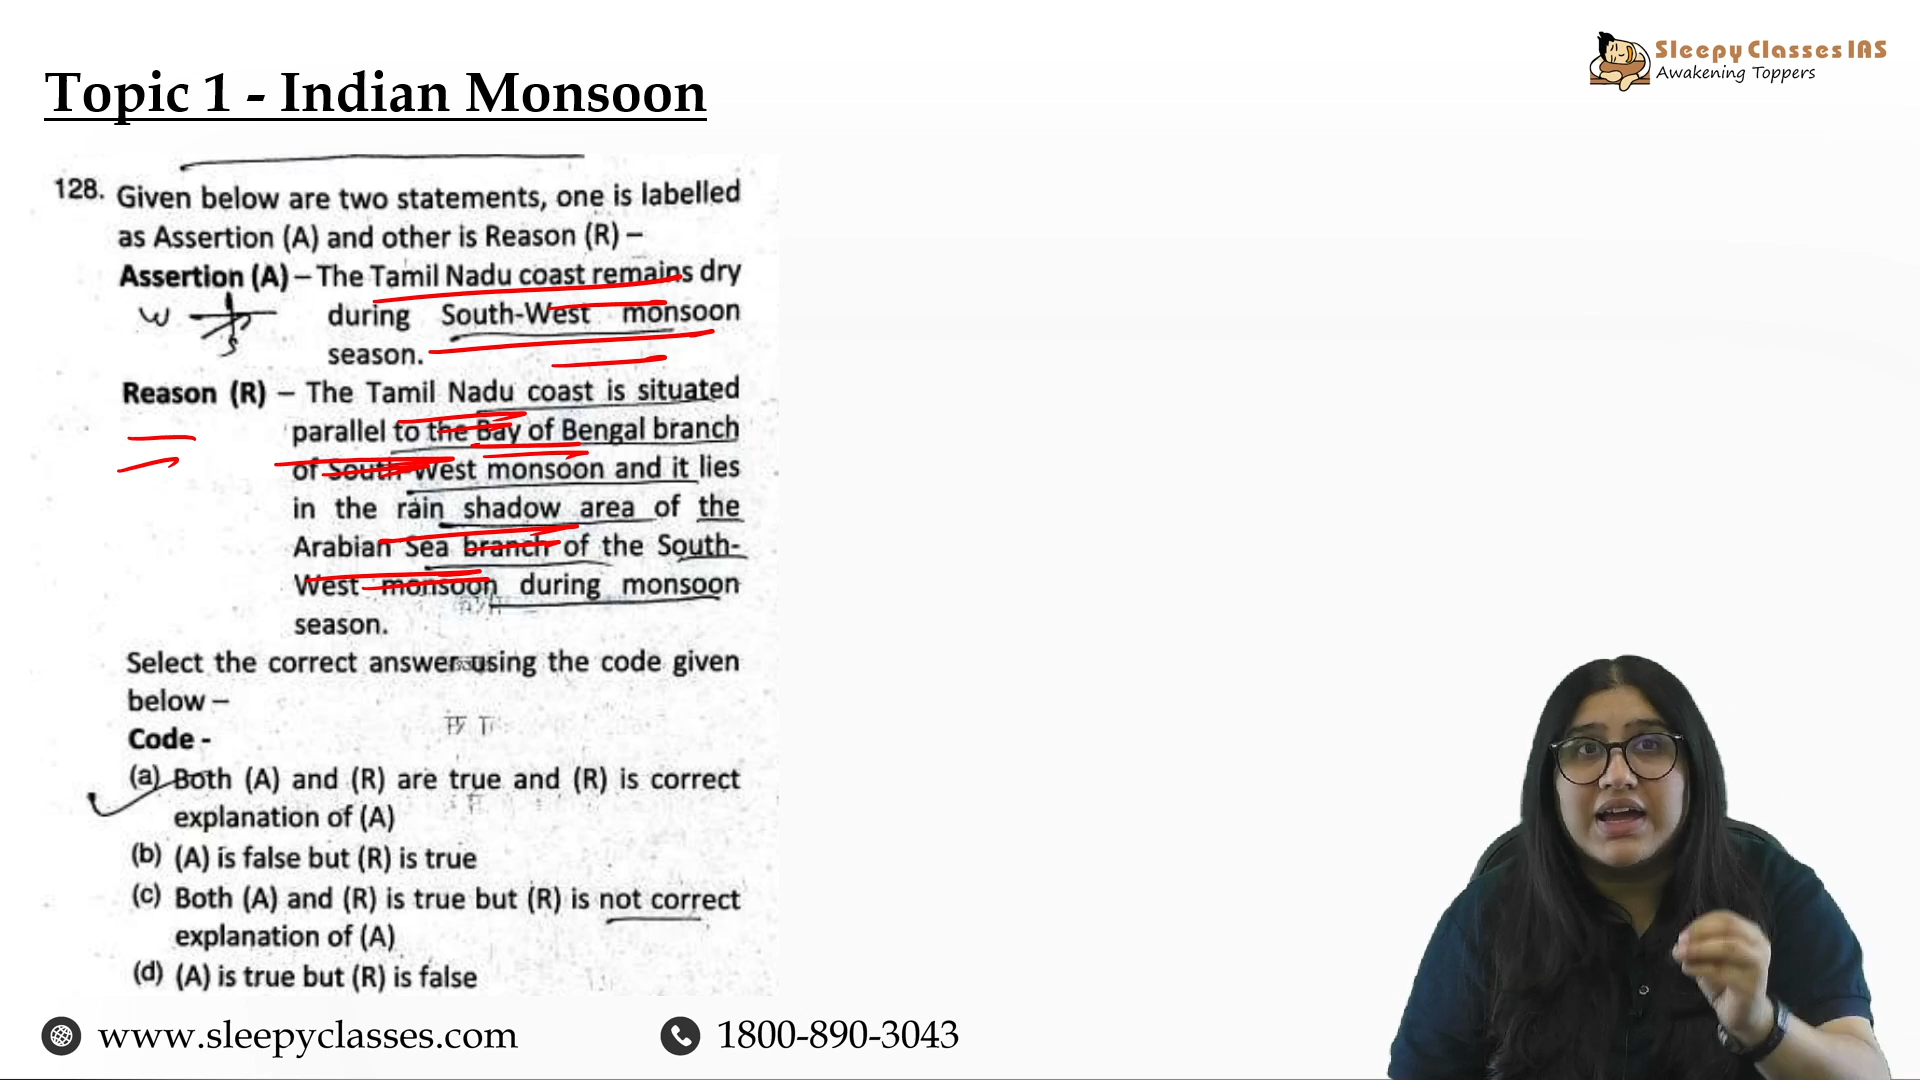 Sleepy Classes IAS
Awakening Toppers
Topic 1 - Indian Monsoon
128. Given below are two statements, one is labelled
as Assertion (A) and other is Reason (R) –
Assertion (A) – The Tamil Nadu coast remains dry
W
during South-West monsoon
S
season.
Reason (R) – The Tamil Nadu coast is situated
parallel to the Bay of Bengal branch
of South West monsoon and it lies
in the rain shadow area of the
Arabian Sea branch of the South-
West monsoon during monsoon
season.
Select the correct answer using the code given
below –
Code -
(a) Both (A) and (R) are true and (R) is correct
explanation of (A)
(b) (A) is false but (R) is true
(c) Both (A) and (R) is true but (R) is not correct
explanation of (A)
(d) (A) is true but (R) is false
www.sleepyclasses.com 1800-890-3043